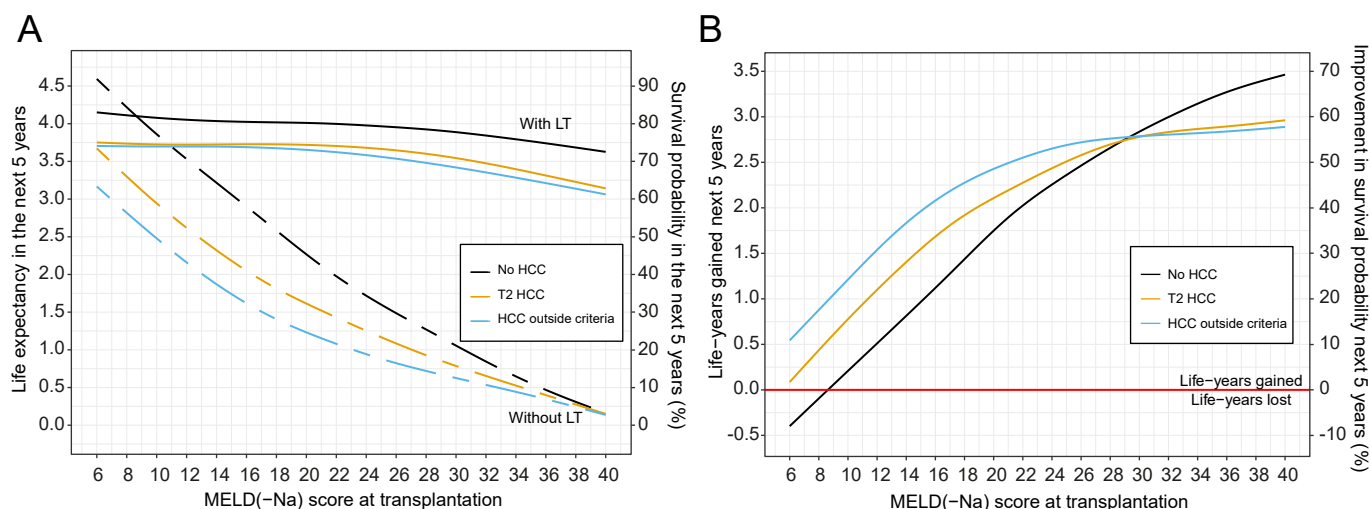 A
Life expectancy in the next 5 years
4.5
4.0
3.5
3.0
2.5
2.0
1.5
1.0
0.5
0.0
With LT
No HCC
T2 HCC
HCC outside criteria
Without LT
90
80
70
60
50
40
30
20
10
0
Survival probability in the next 5 years (%)
6 8 10 12 14 16 18 20 22 24 26 28 30 32 34 36 38 40
MELD(−Na) score at transplantation
B
Life−years gained next 5 years
3.5
3.0
2.5
2.0
1.5
1.0
0.5
0.0
-0.5
No HCC
T2 HCC
HCC outside criteria
Life−years gained
Life−years lost
70
60
50
40
30
20
10
0
-10
Improvement in survival probability next 5 years (%)
6 8 10 12 14 16 18 20 22 24 26 28 30 32 34 36 38 40
MELD(−Na) score at transplantation